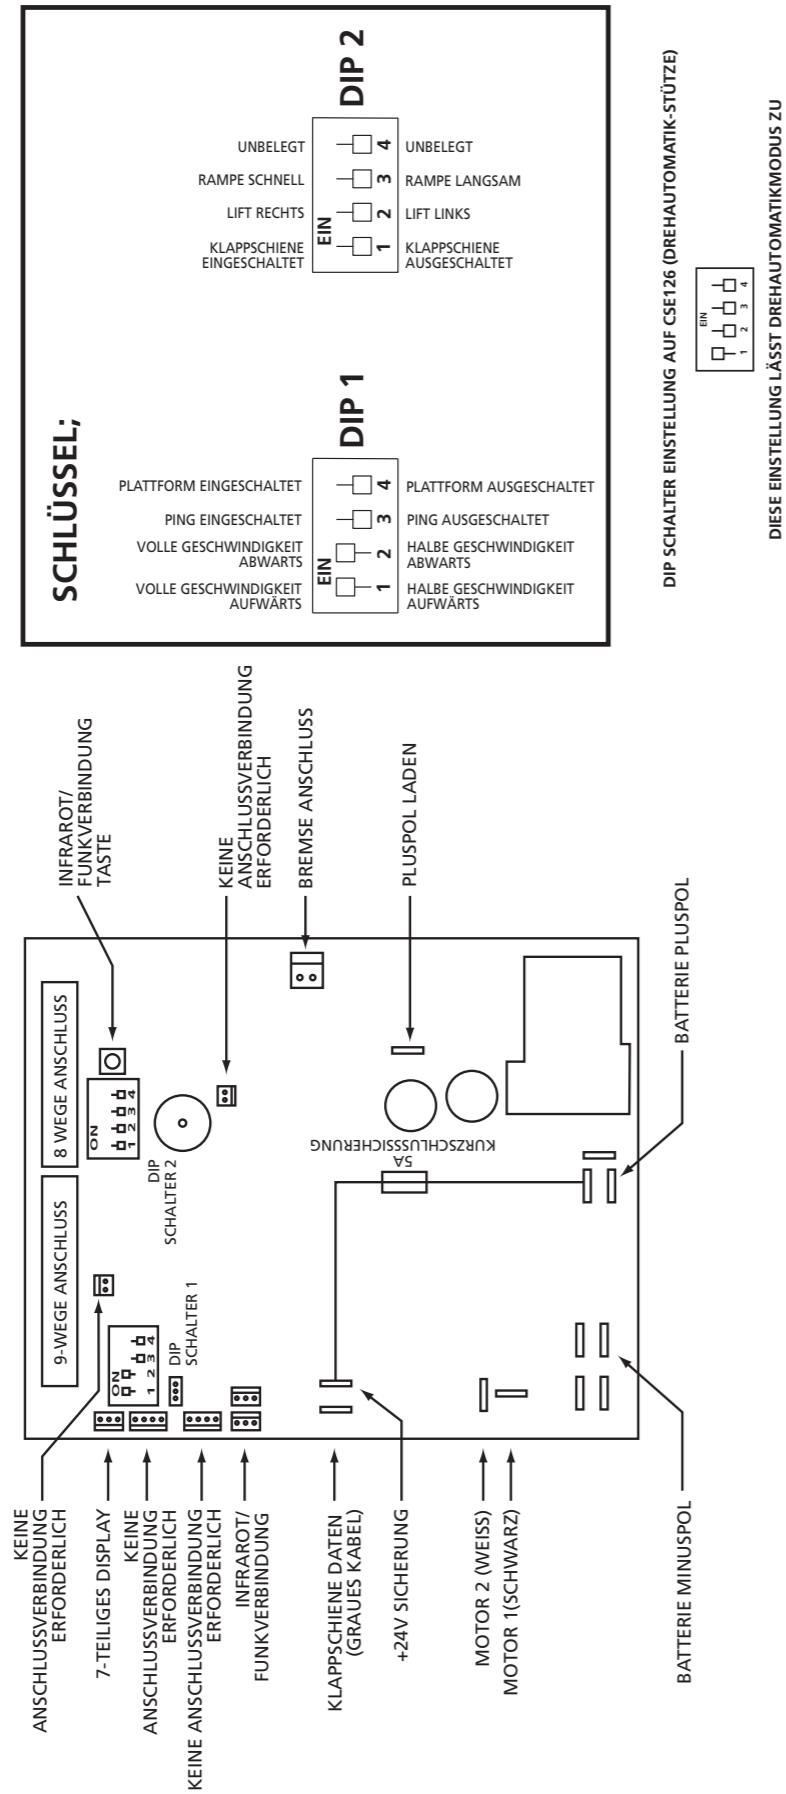 SCHLÜSSEL;
DIP 1
PLATTFORM EINGESCHALTET
PING EINGESCHALTET
VOLLE GESCHWINDIGKEIT
ABWARTS
VOLLE GESCHWINDIGKEIT
AUFWÄRTS
EIN
1 2 3 4
PLATTFORM AUSGESCHALTET
PING AUSGESCHALTET
HALBE GESCHWINDIGKEIT
ABWARTS
HALBE GESCHWINDIGKEIT
AUFWÄRTS
DIP 2
UNBELEGT
RAMPE SCHNELL
LIFT RECHTS
KLAPPSCHIENE
EINGESCHALTET
EIN
1 2 3 4
UNBELEGT
RAMPE LANGSAM
LIFT LINKS
KLAPPSCHIENE
AUSGESCHALTET
DIP SCHALTER EINSTELLUNG AUF CSE126 (DREHAUTOMATIK-STÜTZE)
EIN
1 2 3 4
DIESE EINSTELLUNG LÄSST DREHAUTOMATIKMODUS ZU
INFRAROT/
FUNKVERBINDUNG
TASTE
KEINE
ANSCHLUSSVERBINDUNG
ERFORDERLICH
BREMSE ANSCHLUSS
PLUSPOL LADEN
BATTERIE PLUSPOL
9-WEGE ANSCHLUSS
8 WEGE ANSCHLUSS
ON
1 2 3 4
DIP
SCHALTER 1
ON
1 2 3 4
DIP
SCHALTER 2
5A
KURZSCHLUSSSICHERUNG
KEINE
ANSCHLUSSVERBINDUNG
ERFORDERLICH
7-TEILIGES DISPLAY
KEINE
ANSCHLUSSVERBINDUNG
ERFORDERLICH
KEINE ANSCHLUSSVERBINDUNG
ERFORDERLICH
INFRAROT/
FUNKVERBINDUNG
KLAPPSCHIENE DATEN
(GRAUES KABEL)
+24V SICHERUNG
MOTOR 2 (WEISS)
MOTOR 1(SCHWARZ)
BATTERIE MINUSPOL